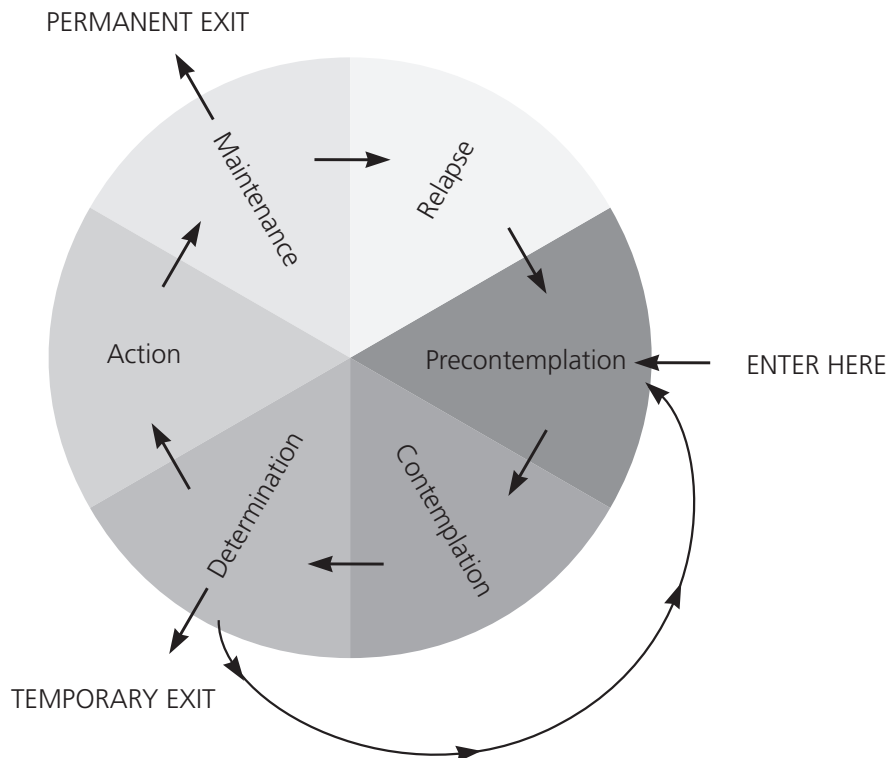 PERMANENT EXIT
Maintenance
Relapse
Action
Precontemplation
ENTER HERE
Determination
Contemplation
TEMPORARY EXIT